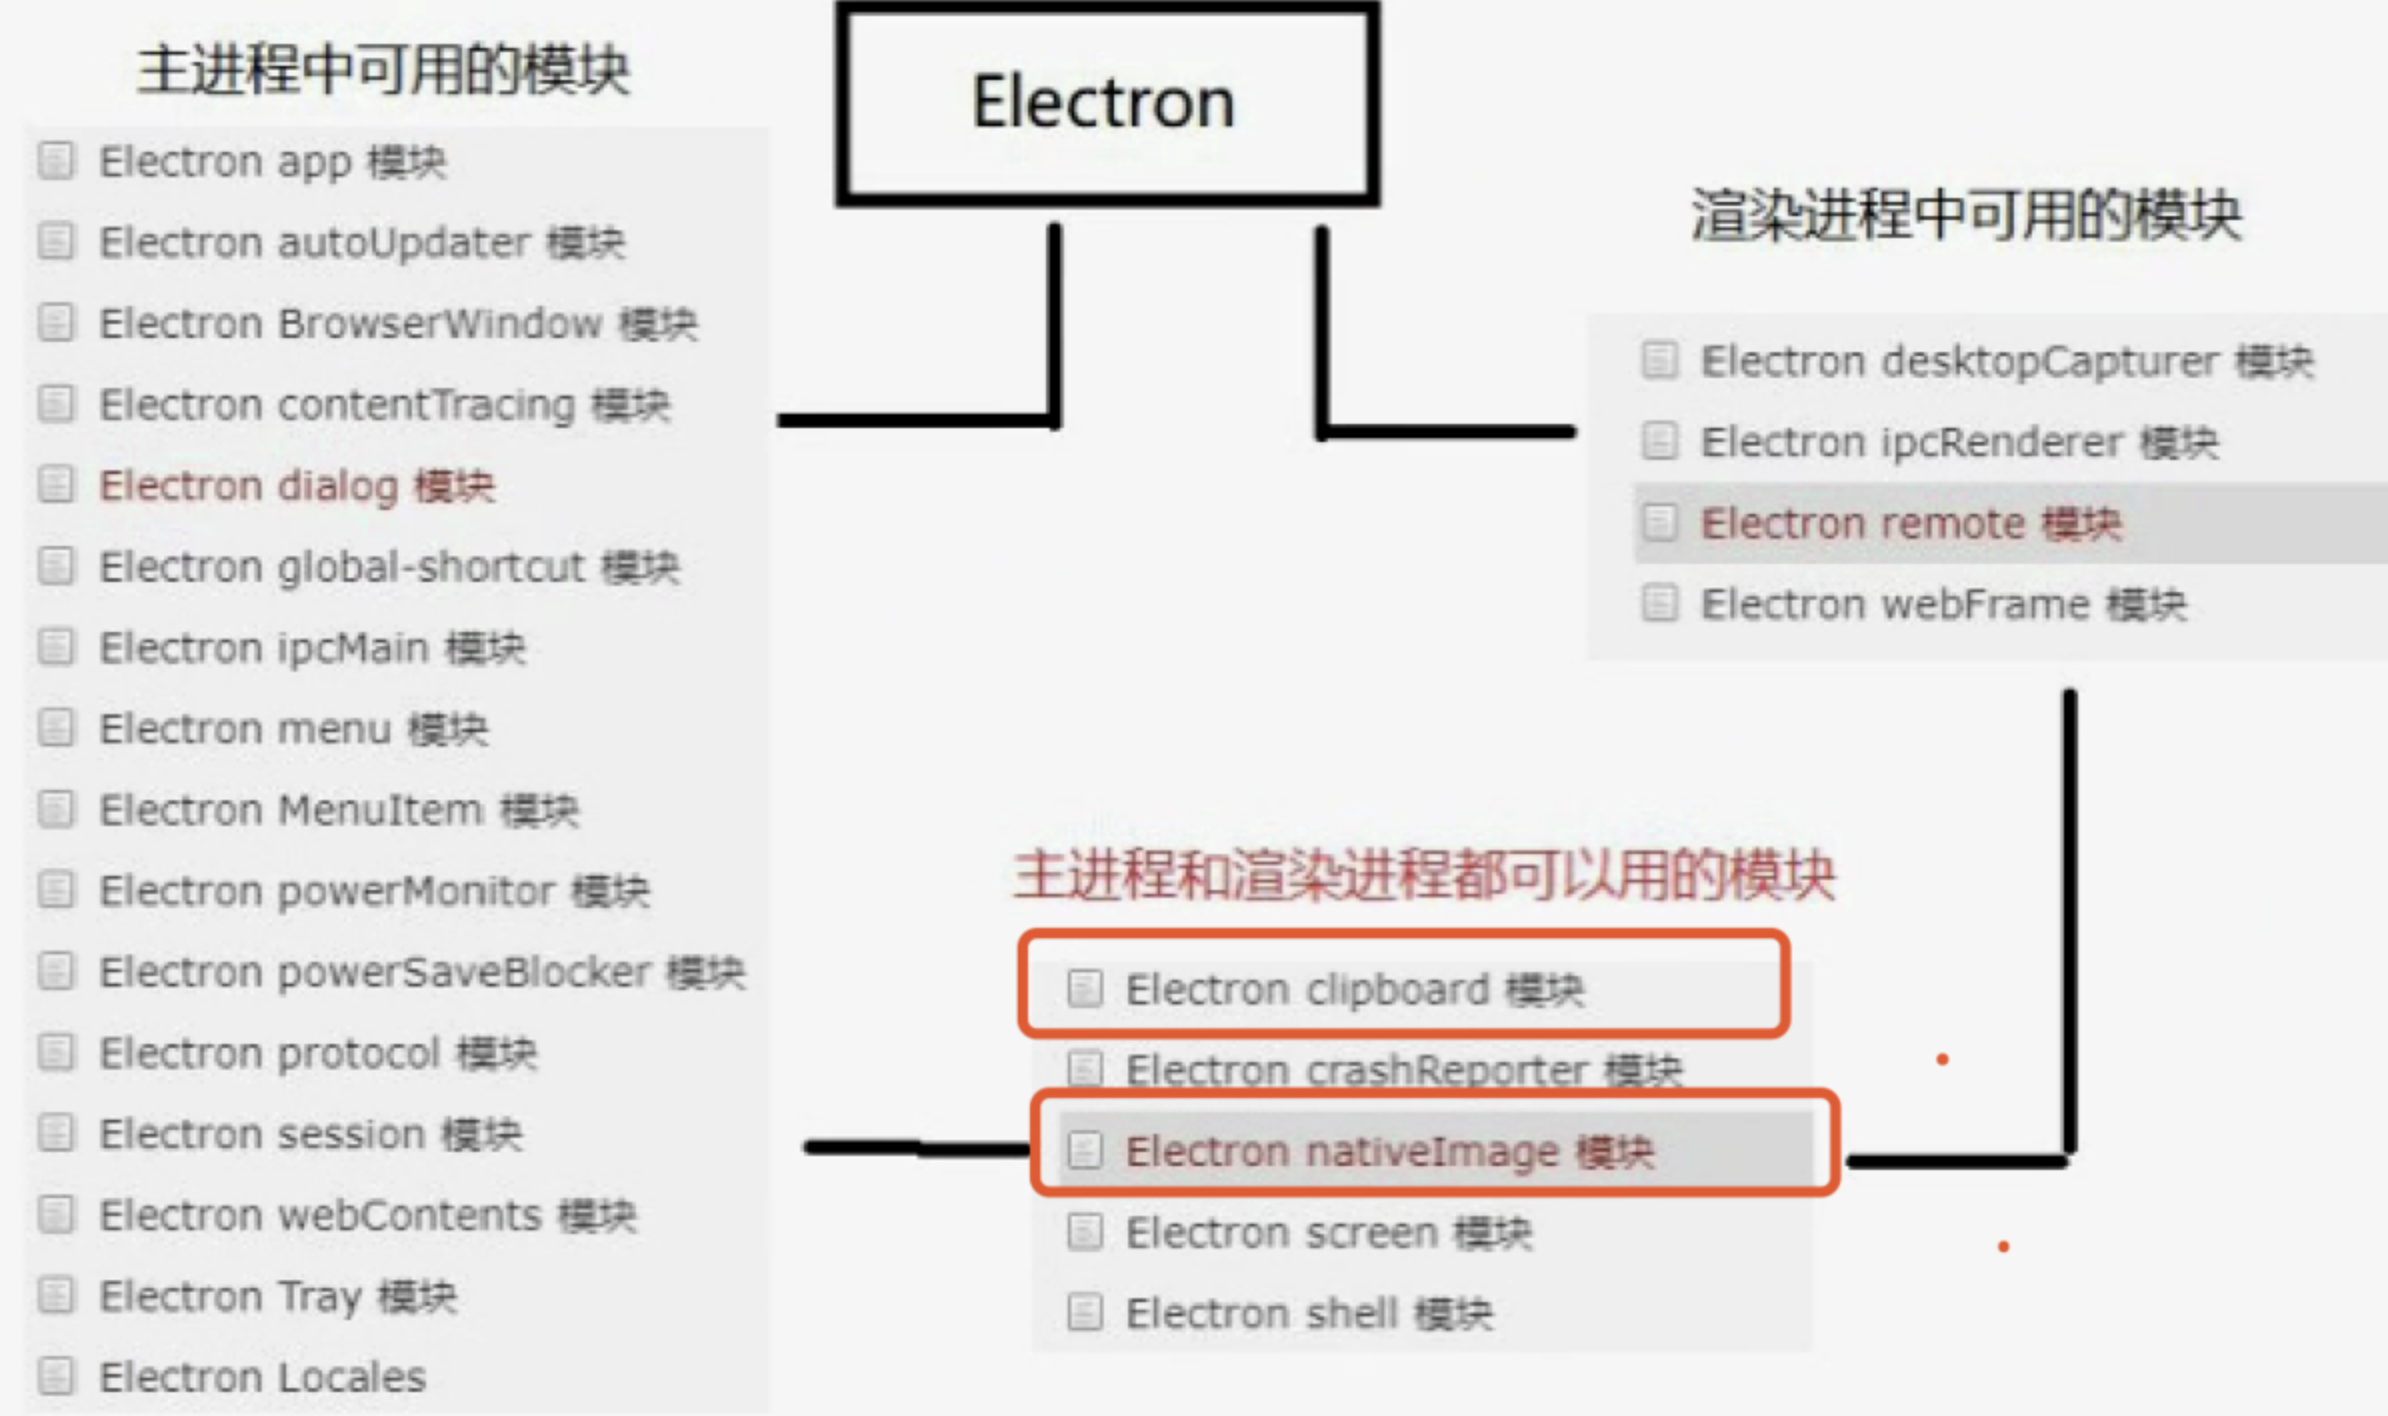 主进程中可用的模块
Electron app 模块
Electron autoUpdater 模块
Electron BrowserWindow 模块
Electron contentTracing 模块
Electron dialog 模块
Electron global-shortcut 模块
Electron ipcMain 模块
Electron menu 模块
Electron MenuItem 模块
Electron powerMonitor 模块
Electron powerSaveBlocker 模块
Electron protocol 模块
Electron session 模块
Electron webContents 模块
Electron Tray 模块
Electron Locales
Electron
渲染进程中可用的模块
Electron desktopCapturer 模块
Electron ipcRenderer 模块
Electron remote 模块
Electron webFrame 模块
主进程和渲染进程都可以用的模块
Electron clipboard 模块
Electron crashReporter 模块
Electron nativeImage 模块
Electron screen 模块
Electron shell 模块